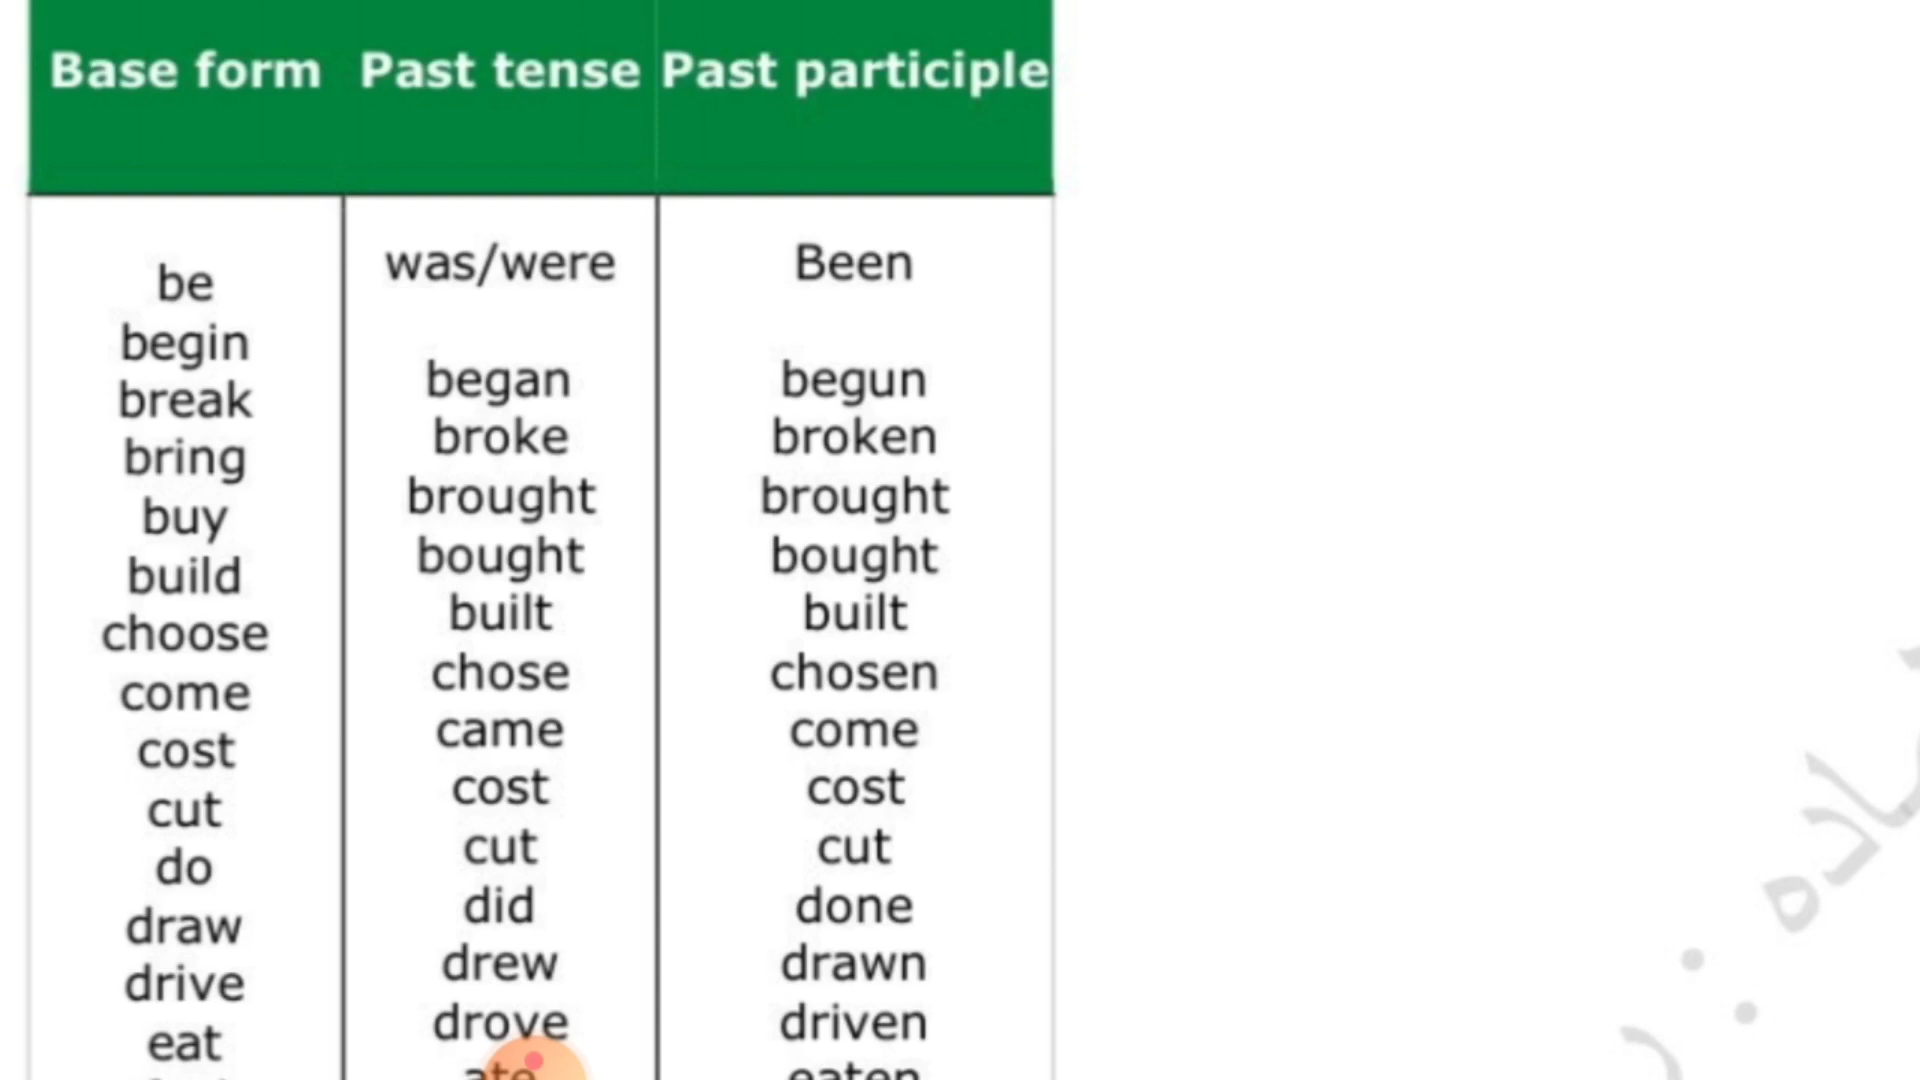 Base form Past tense Past participle
be was/were Been
begin began begun
break broke broken
bring brought brought
buy bought bought
build built built
choose chose chosen
come came come
cost cost cost
cut cut cut
do did done
draw drew drawn
drive drove driven
eat ate eaten